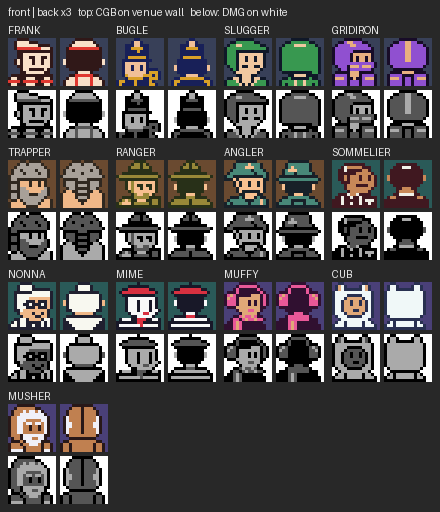 front | back x3 top: CGB on venue wall below: DMG on white
FRANK BUGLE SLUGGER GRIDIRON
TRAPPER RANGER ANGLER SOMMELIER
NONNA MIME MUFFY CUB
MUSHER